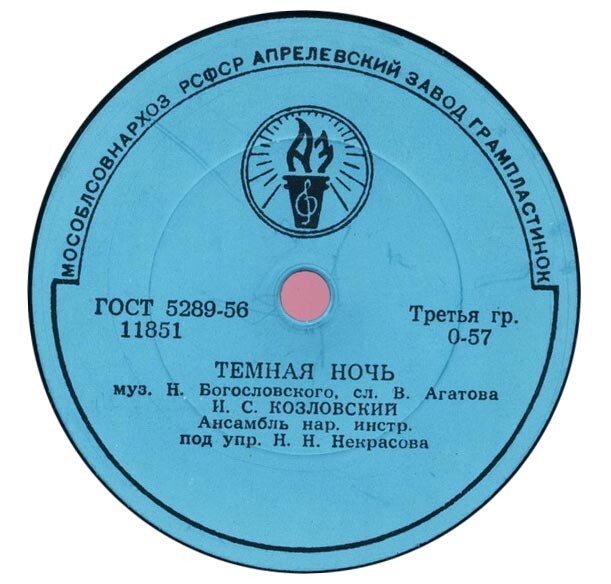 МОСОБЛСОВНАРХОЗ РСФСР АПРЕЛЕВСКИЙ ЗАВОД ГРАМПЛАСТИНОК
АЗ
ГОСТ 5289-56
11851
Третья гр.
0-57
ТЕМНАЯ НОЧЬ
муз. Н. Богословского, сл. В. Агатова
И. С. КОЗЛОВСКИЙ
Ансамбль нар. инстр.
под упр. Н. Н. Некрасова